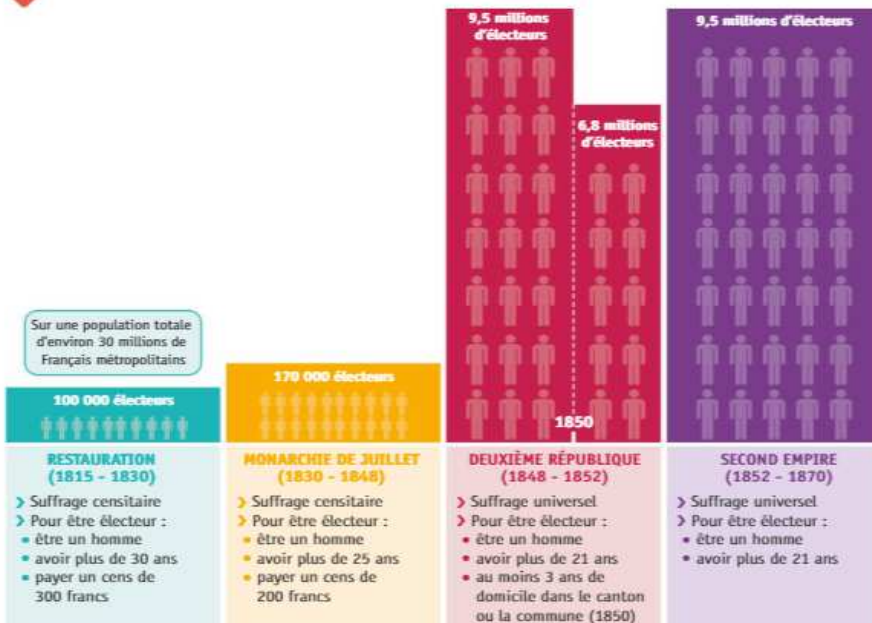 9,5 millions
d'électeurs
6,8 millions
d'électeurs
9,5 millions d'électeurs
Sur une population totale
d'environ 30 millions de
Français métropolitains
100 000 électeurs
170 000 électeurs
1850
RESTAURATION
(1815 - 1830)
› Suffrage censitaire
› Pour être électeur :
• être un homme
• avoir plus de 30 ans
• payer un cens de
300 francs
MONARCHIE DE JUILLET
(1830 - 1848)
› Suffrage censitaire
› Pour être électeur :
• être un homme
• avoir plus de 25 ans
• payer un cens de
200 francs
DEUXIÈME RÉPUBLIQUE
(1848 - 1852)
› Suffrage universel
› Pour être électeur :
• être un homme
• avoir plus de 21 ans
• au moins 3 ans de
domicile dans le canton
ou la commune (1850)
SECOND EMPIRE
(1852 - 1870)
› Suffrage universel
› Pour être électeur :
• être un homme
• avoir plus de 21 ans